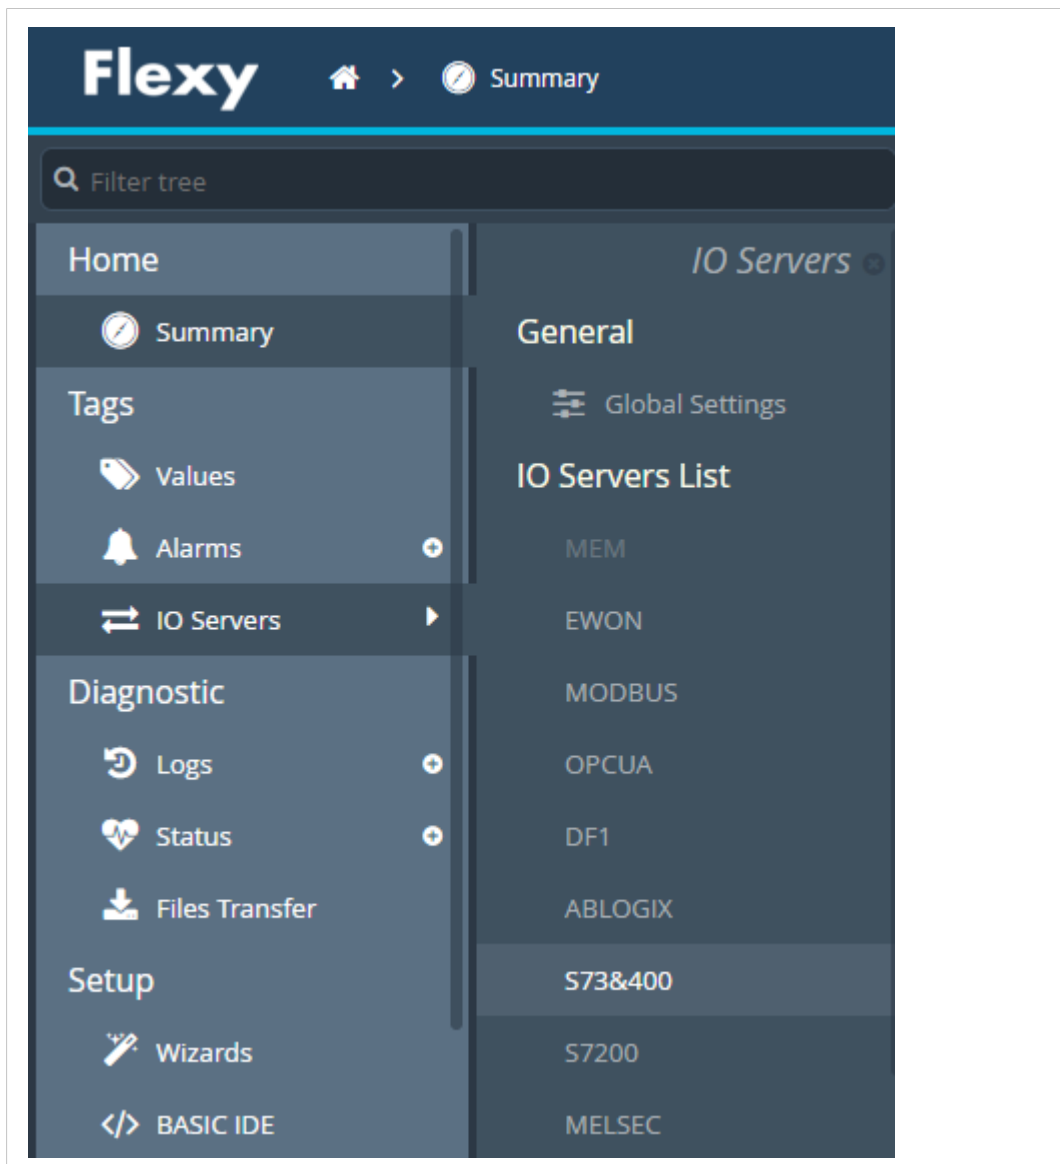 Flexy > Summary
Filter tree
Home
Summary
Tags
Values
Alarms
IO Servers
Diagnostic
Logs
Status
Files Transfer
Setup
Wizards
</> BASIC IDE
IO Servers
General
Global Settings
IO Servers List
MEM
EWON
MODBUS
OPCUA
DF1
ABLOGIX
S73&400
S7200
MELSEC